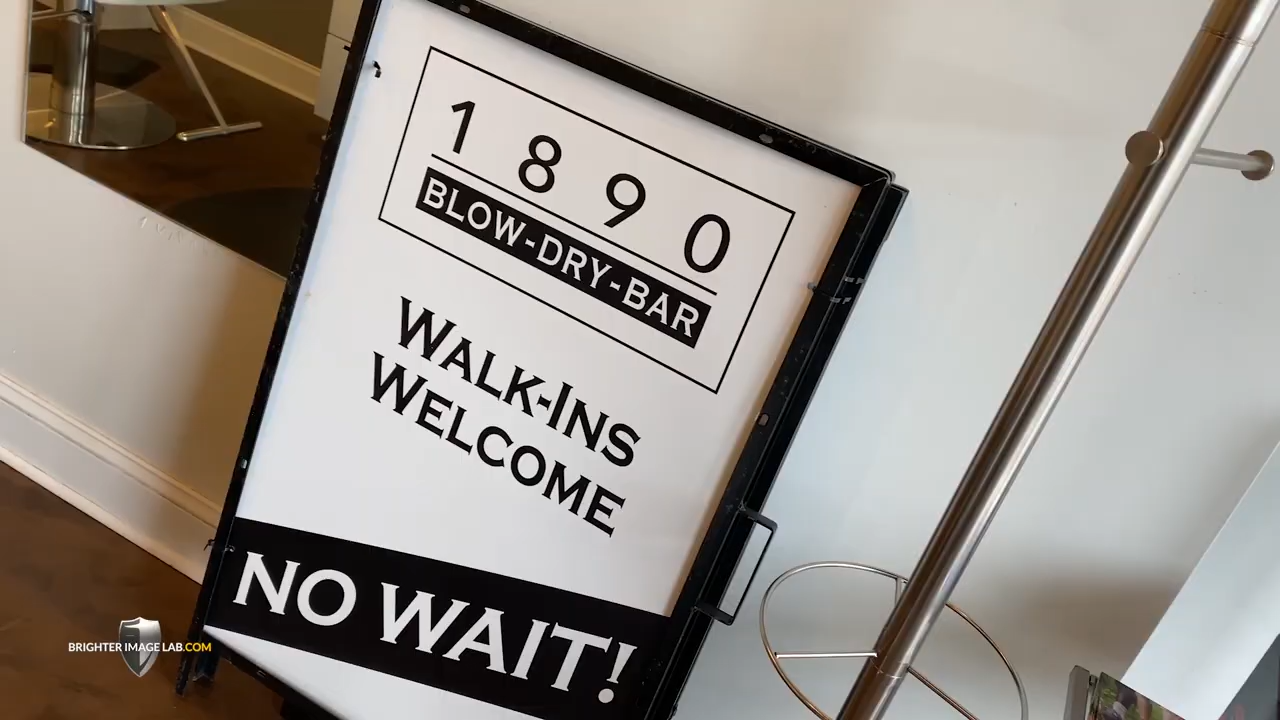 1890
BLOW-DRY-BAR
WALK-INS
WELCOME
NO WAIT!
BRIGHTER IMAGE LAB.COM